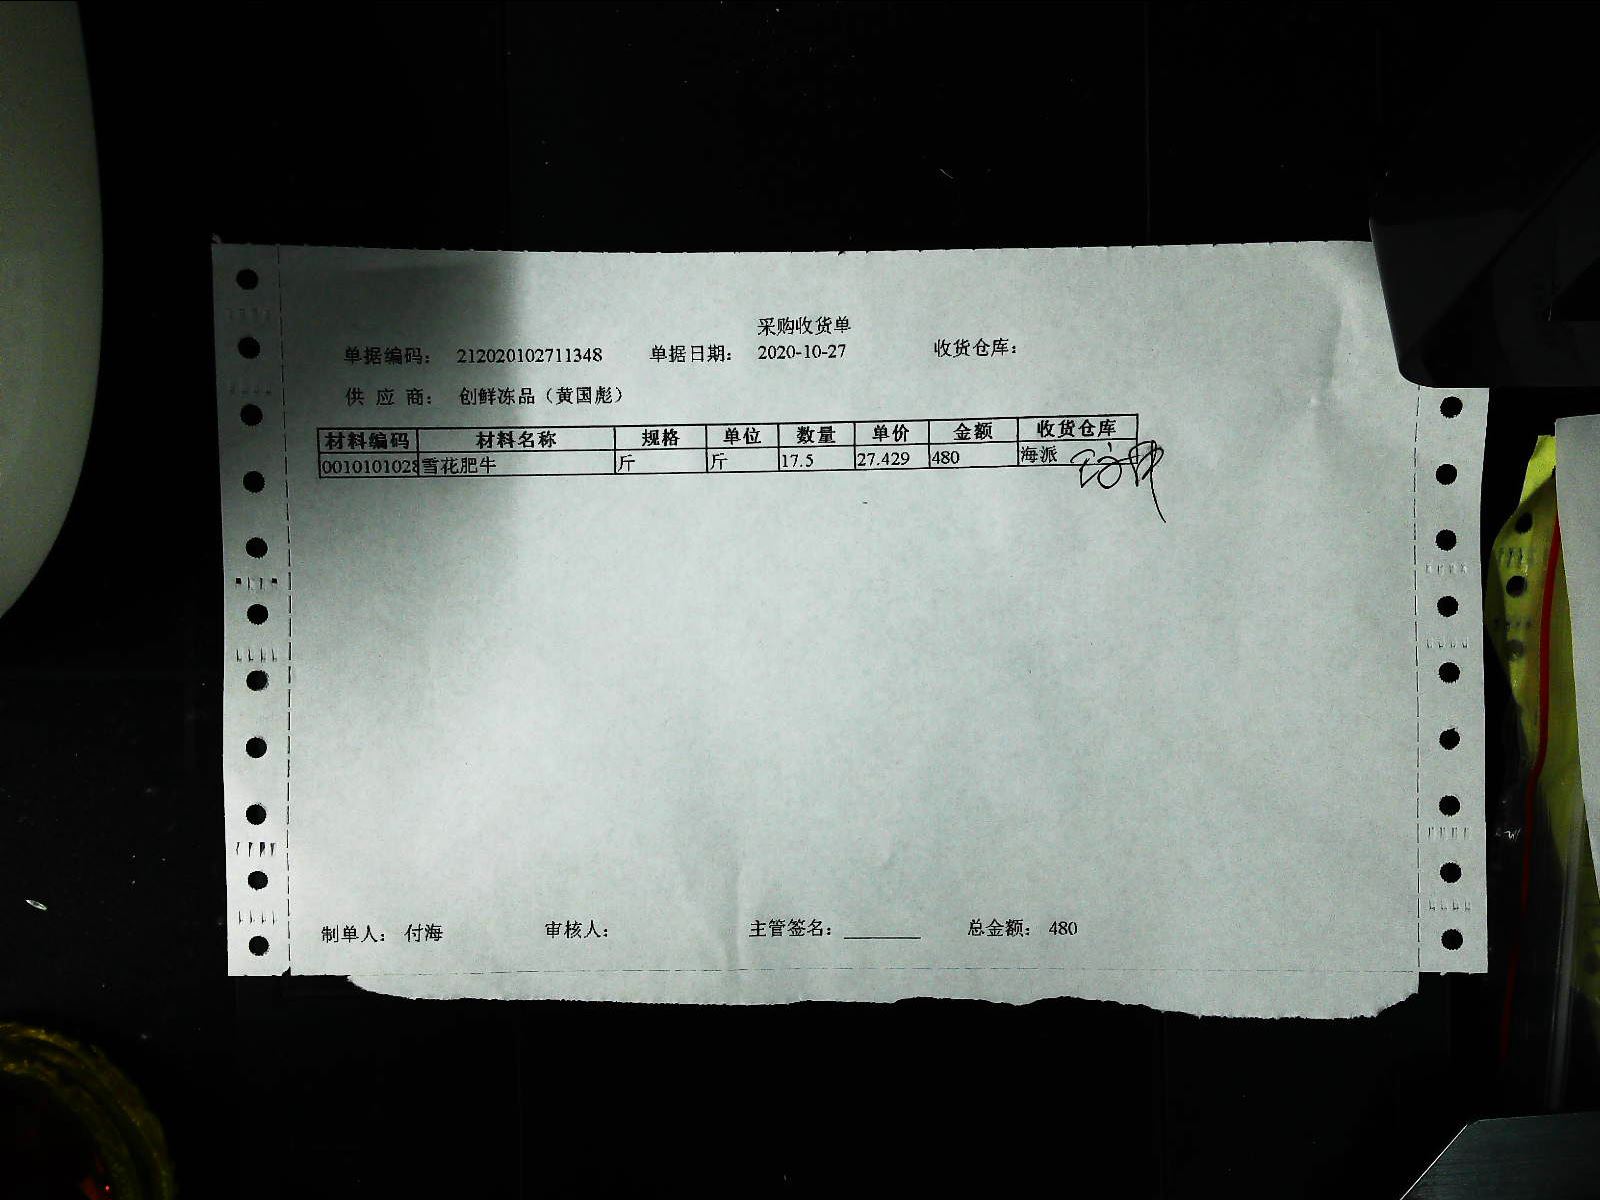 采购收货单
单据编码： 212020102711348 单据日期： 2020-10-27 收货仓库：
供 应 商： 创鲜冻品（黄国彪）
材料编码 材料名称 规格 单位 数量 单价 金额 收货仓库
0010101028 雪花肥牛 斤 斤 17.5 27.429 480 海派
制单人： 付海 审核人： 主管签名： ________ 总金额： 480